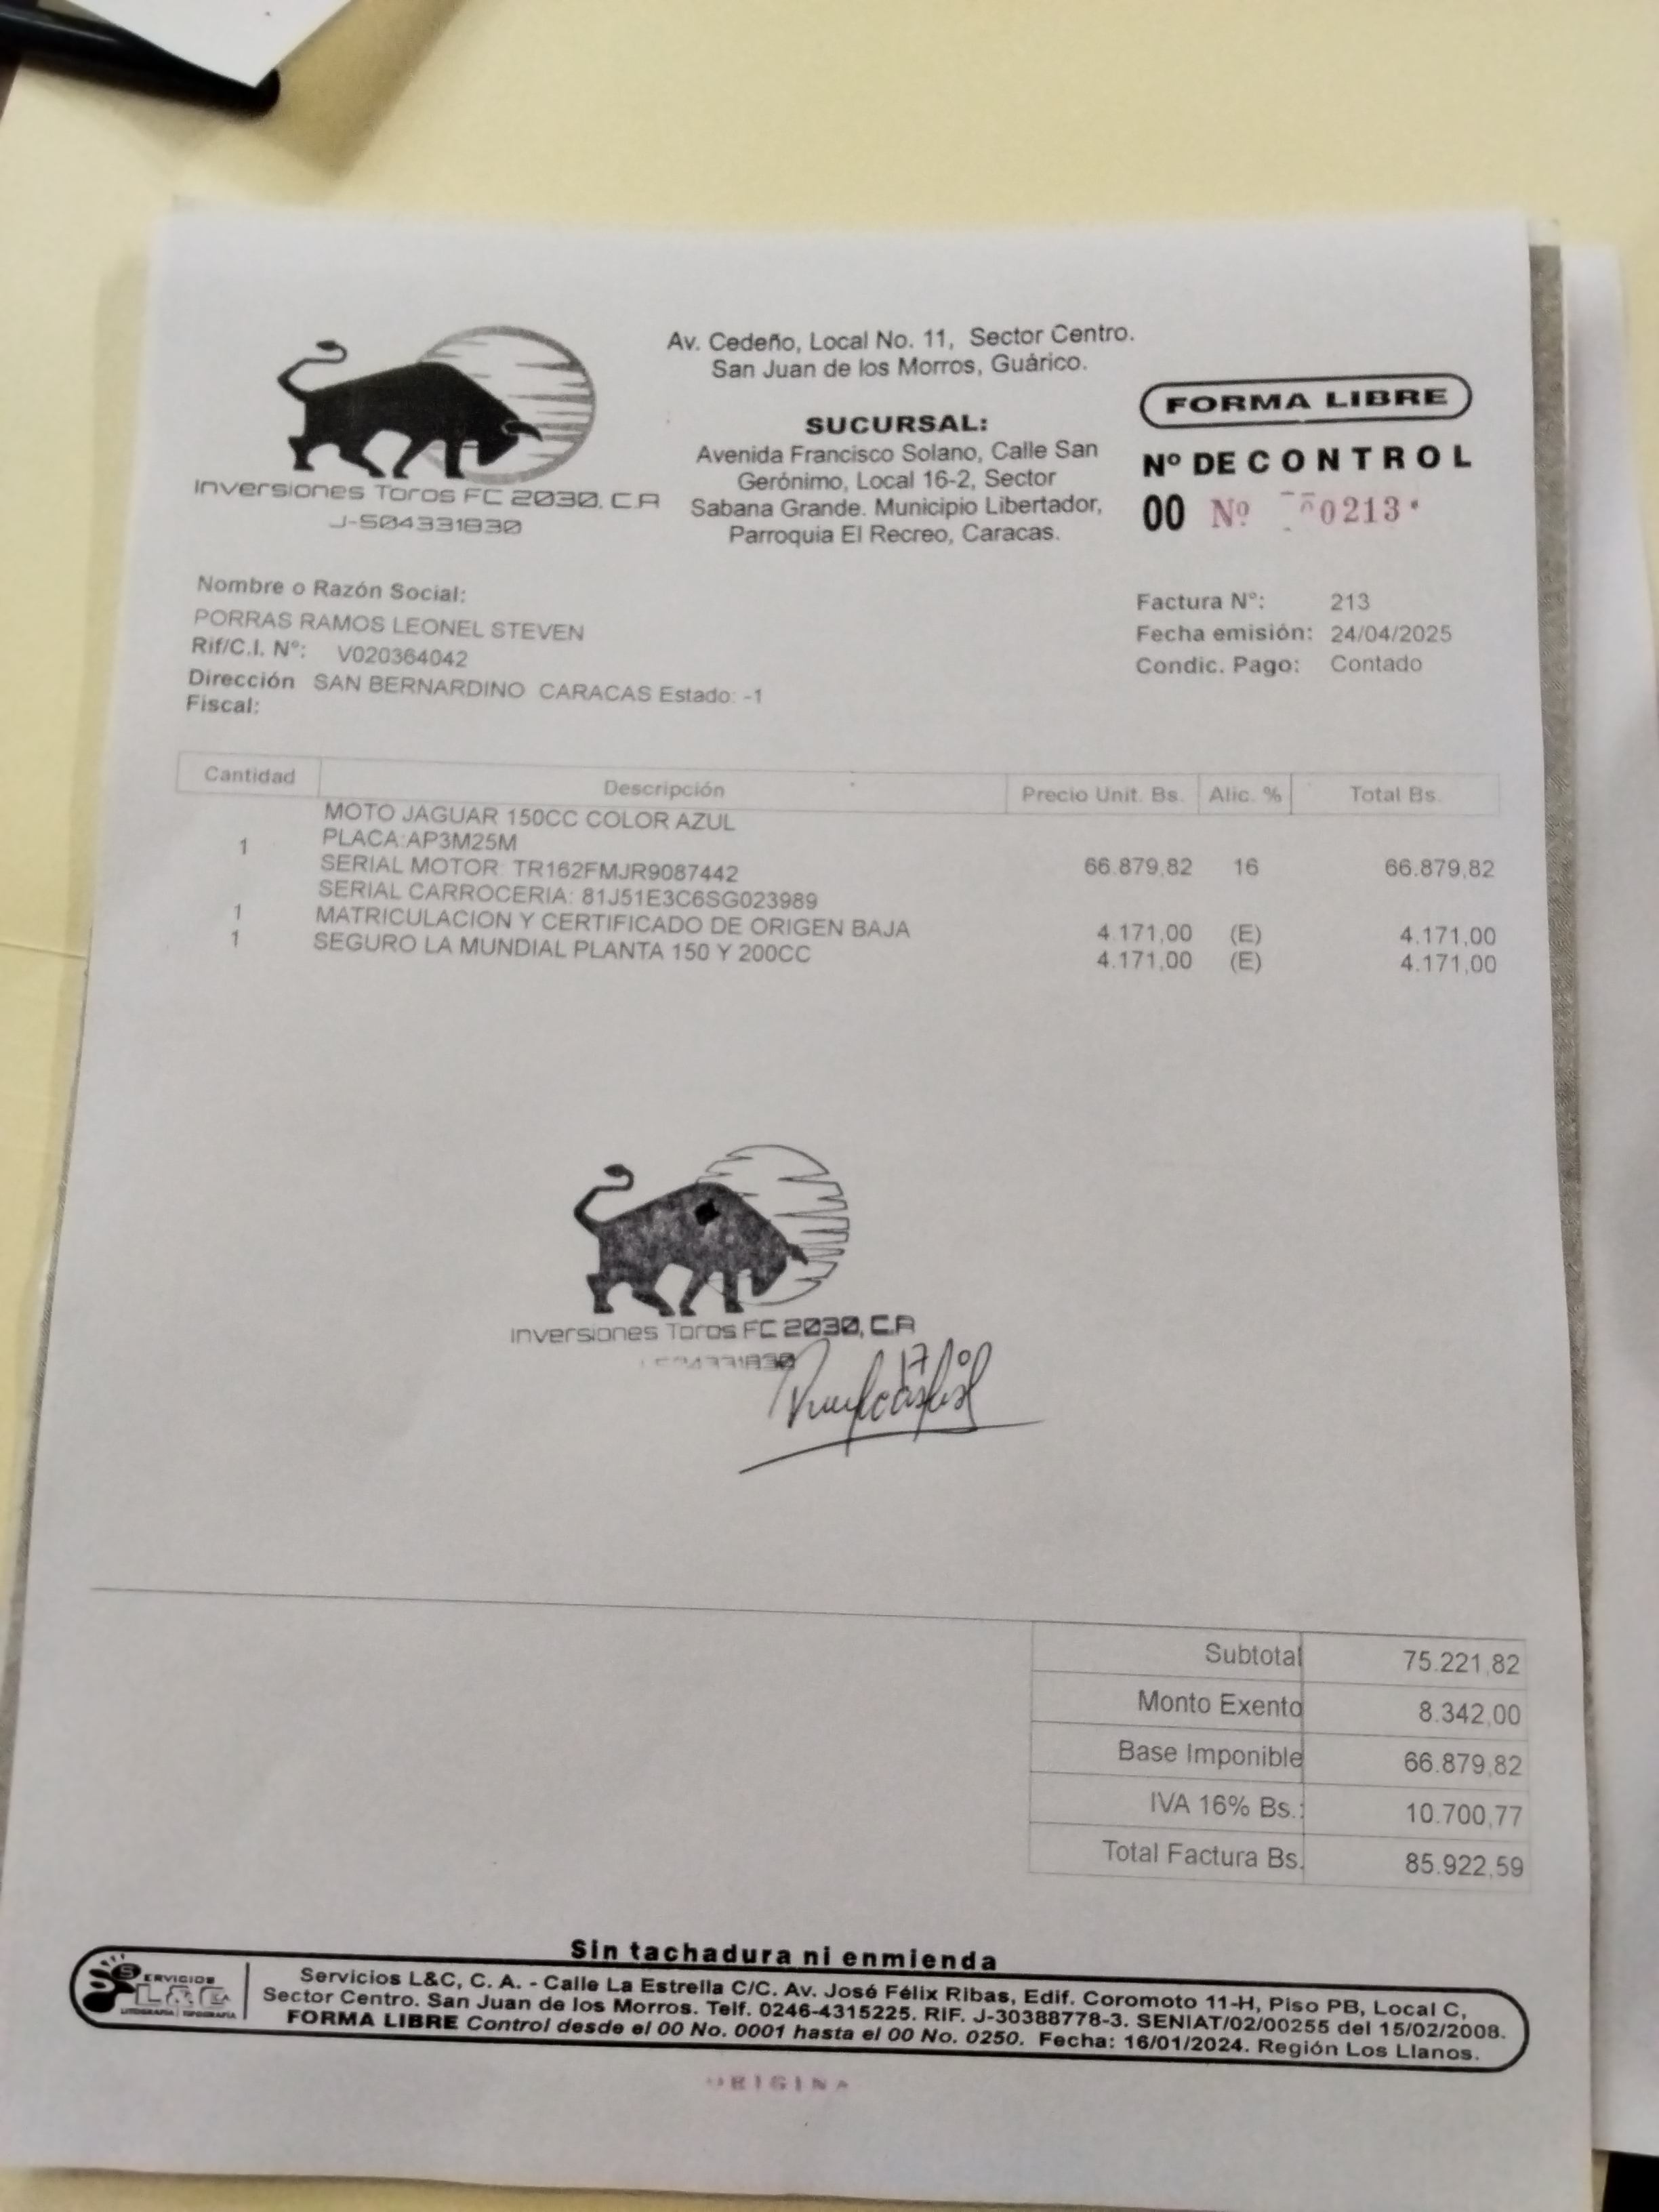 Av. Cedeño, Local No. 11, Sector Centro.
San Juan de los Morros, Guárico.
SUCURSAL:
Avenida Francisco Solano, Calle San
Gerónimo, Local 16-2, Sector
Sabana Grande. Municipio Libertador,
Parroquia El Recreo, Caracas.
Inversiones Toros FC 2030, C.A
J-504331830
FORMA LIBRE
Nº DE CONTROL
00 Nº 0213
Nombre o Razón Social:
PORRAS RAMOS LEONEL STEVEN
Rif/C.I. Nº: V020364042
Dirección SAN BERNARDINO CARACAS Estado: -1
Fiscal:
Factura Nº: 213
Fecha emisión: 24/04/2025
Condic. Pago: Contado
Cantidad Descripción Precio Unit. Bs. Alic. % Total Bs.
MOTO JAGUAR 150CC COLOR AZUL
PLACA:AP3M25M
1 SERIAL MOTOR: TR162FMJR9087442 66.879,82 16 66.879,82
SERIAL CARROCERIA: 81J51E3C6SG023989
1 MATRICULACION Y CERTIFICADO DE ORIGEN BAJA 4.171,00 (E) 4.171,00
1 SEGURO LA MUNDIAL PLANTA 150 Y 200CC 4.171,00 (E) 4.171,00
Inversiones Toros FC 2030, C.A
Subtotal 75.221,82
Monto Exento 8.342,00
Base Imponible 66.879,82
IVA 16% Bs.: 10.700,77
Total Factura Bs. 85.922,59
Sin tachadura ni enmienda
SERVICIOS L&C C.A.
LITOGRAFÍA | TIPOGRAFÍA
Servicios L&C, C. A. - Calle La Estrella C/C. Av. José Félix Ribas, Edif. Coromoto 11-H, Piso PB, Local C,
Sector Centro. San Juan de los Morros. Telf. 0246-4315225. RIF. J-30388778-3. SENIAT/02/00255 del 15/02/2008.
FORMA LIBRE Control desde el 00 No. 0001 hasta el 00 No. 0250. Fecha: 16/01/2024. Región Los Llanos.
ORIGINA